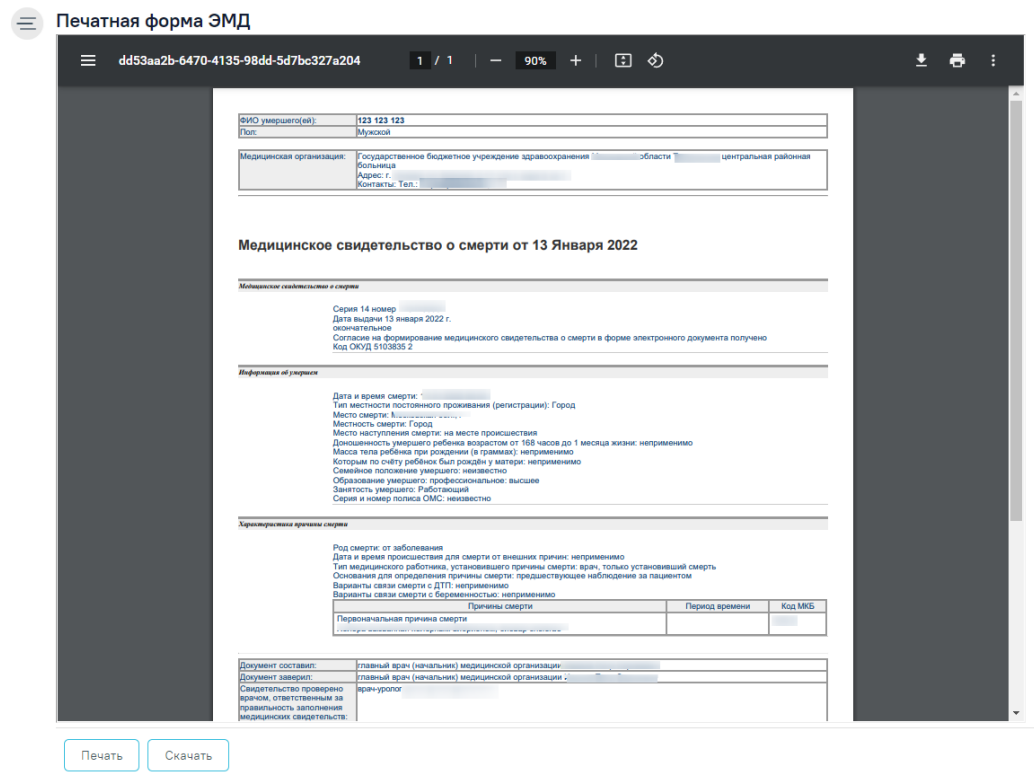 Печатная форма ЭМД
dd53aa2b-6470-4135-98dd-5d7bc327a204 1 / 1 90%
ФИО умершего(ей): 123 123 123
Пол: Мужской
Медицинская организация: Государственное бюджетное учреждение здравоохранения области центральная районная
больница
Адрес: г.
Контакты: Тел.:
Медицинское свидетельство о смерти от 13 Января 2022
Медицинское свидетельство о смерти
Серия 14 номер
Дата выдачи 13 января 2022 г.
окончательное
Согласие на формирование медицинского свидетельства о смерти в форме электронного документа получено
Код ОКУД 5103835 2
Информация об умершем
Дата и время смерти:
Тип местности постоянного проживания (регистрации): Город
Место смерти:
Местность смерти: Город
Место наступления смерти: на месте происшествия
Доношенность умершего ребенка возрастом от 168 часов до 1 месяца жизни: неприменимо
Масса тела ребёнка при рождении (в граммах): неприменимо
Которым по счёту ребёнок был рождён у матери: неприменимо
Семейное положение умершего: неизвестно
Образование умершего: профессиональное: высшее
Занятость умершего: Работающий
Серия и номер полиса ОМС: неизвестно
Характеристика причины смерти
Род смерти: от заболевания
Дата и время происшествия для смерти от внешних причин: неприменимо
Тип медицинского работника, установившего причины смерти: врач, только установивший смерть
Основания для определения причины смерти: предшествующее наблюдение за пациентом
Варианты связи смерти с ДТП: неприменимо
Варианты связи смерти с беременностью: неприменимо
Причины смерти Период времени Код МКБ
Первоначальная причина смерти
Документ составил: главный врач (начальник) медицинской организации
Документ заверил: главный врач (начальник) медицинской организации
Свидетельство проверено врач-уролог
врачом, ответственным за
правильность заполнения
медицинских свидетельств:
Печать Скачать